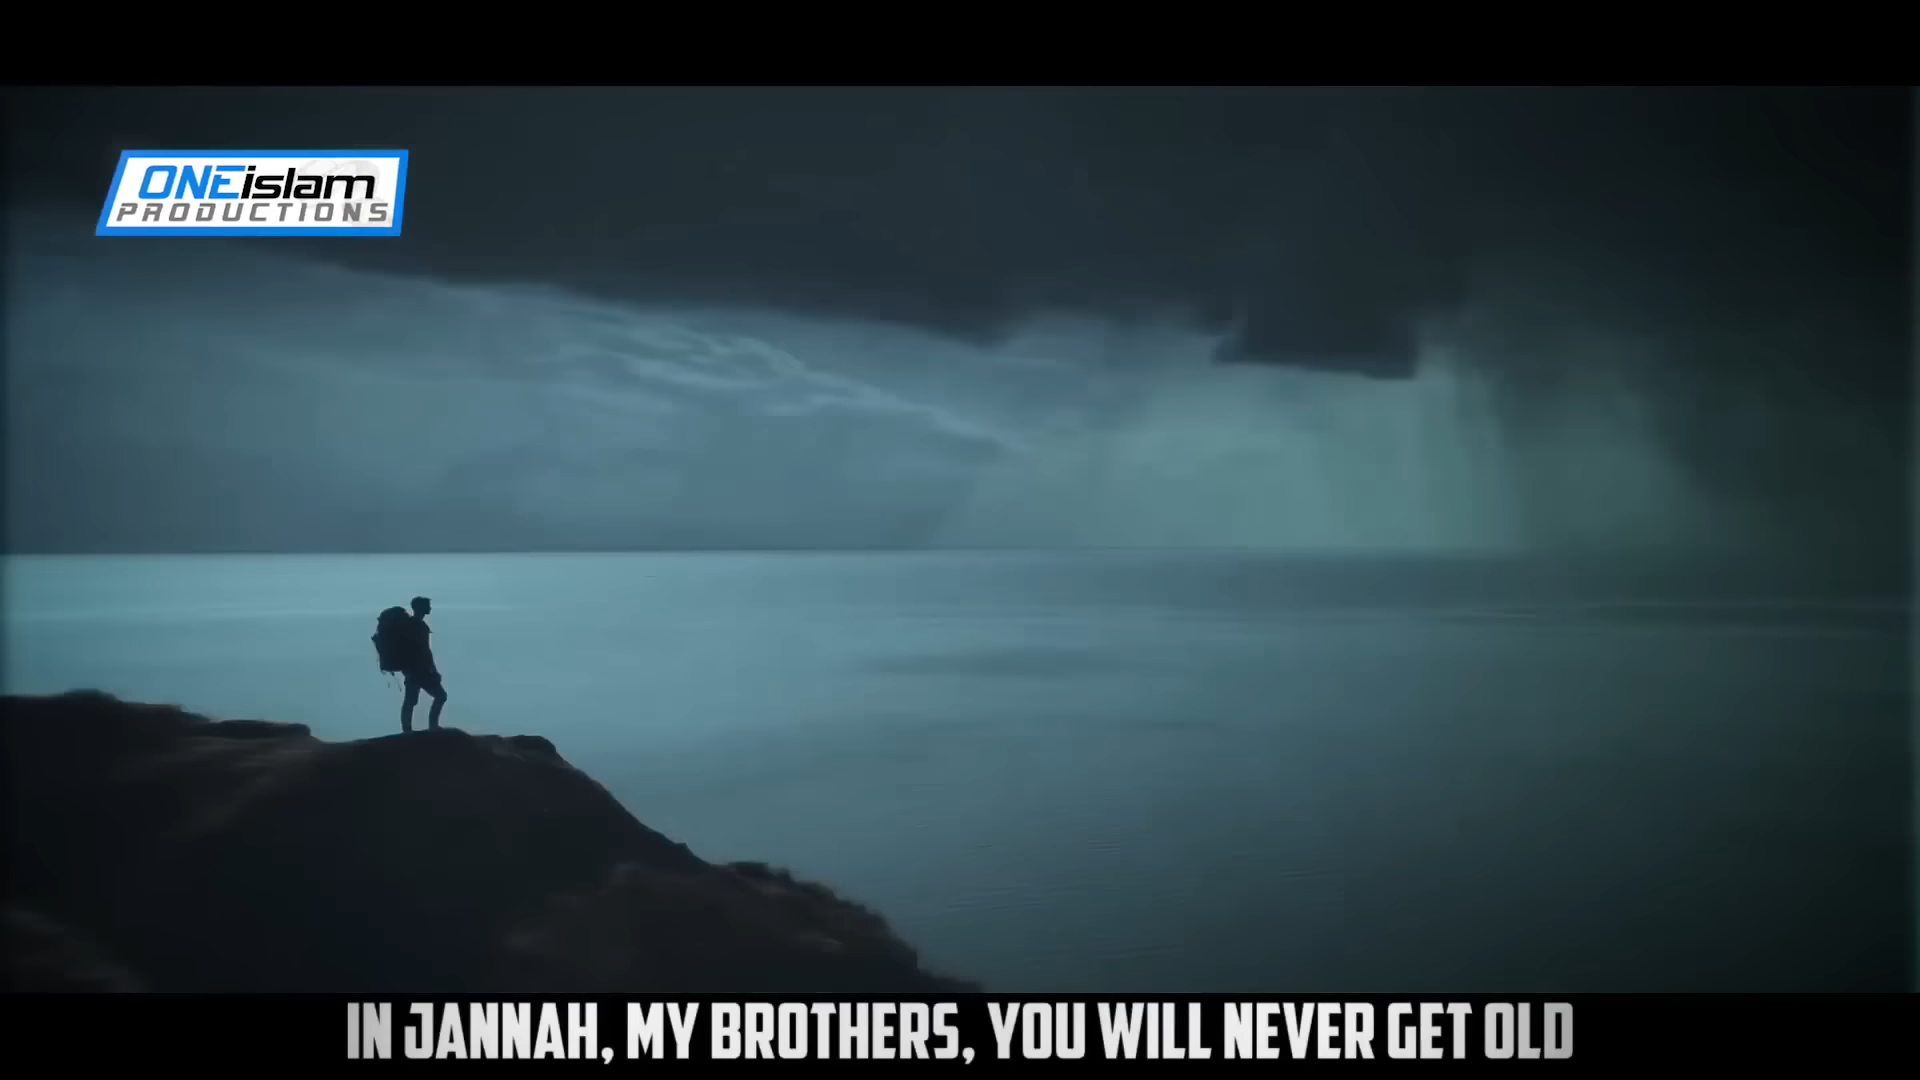 ONEislam
PRODUCTIONS
IN JANNAH, MY BROTHERS, YOU WILL NEVER GET OLD